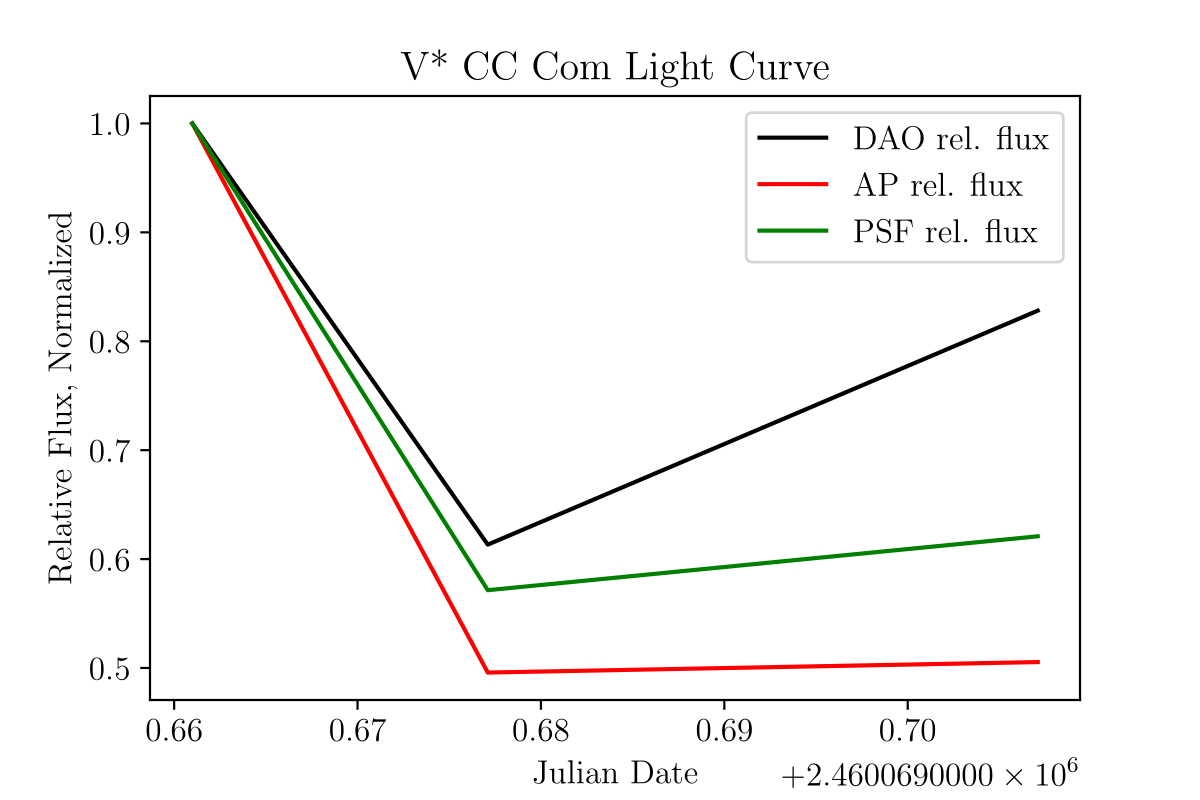 V* CC Com Light Curve
DAO rel. flux
AP rel. flux
PSF rel. flux
Relative Flux, Normalized
1.0
0.9
0.8
0.7
0.6
0.5
0.66 0.67 0.68 0.69 0.70
Julian Date
+2.4600690000 × 10⁶